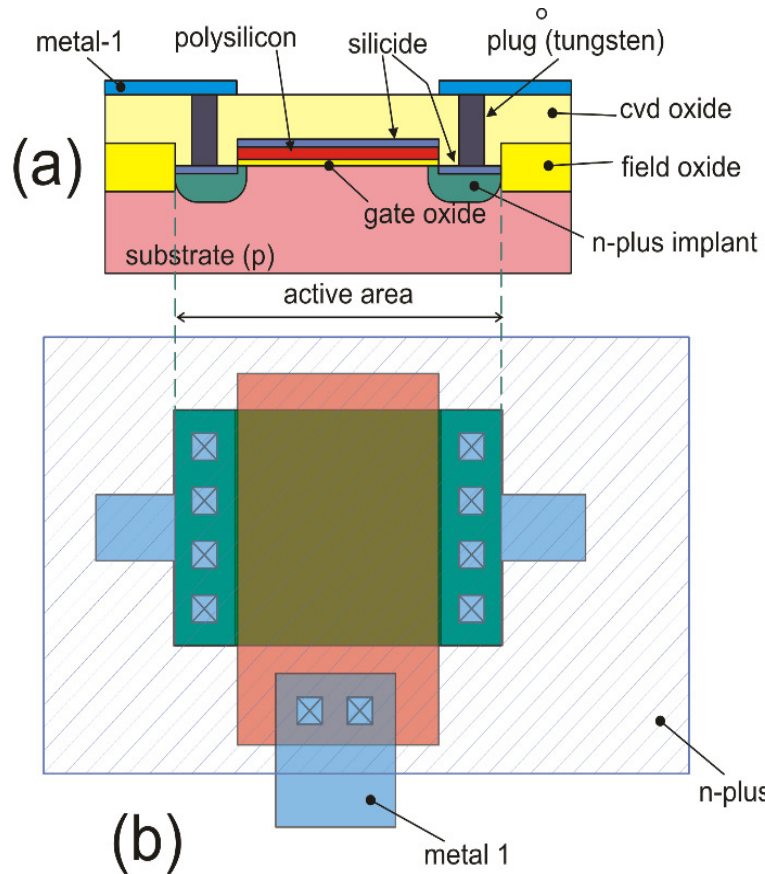 metal-1
polysilicon
silicide
plug (tungsten)
cvd oxide
(a)
field oxide
gate oxide
n-plus implant
substrate (p)
active area
n-plus
(b)
metal 1